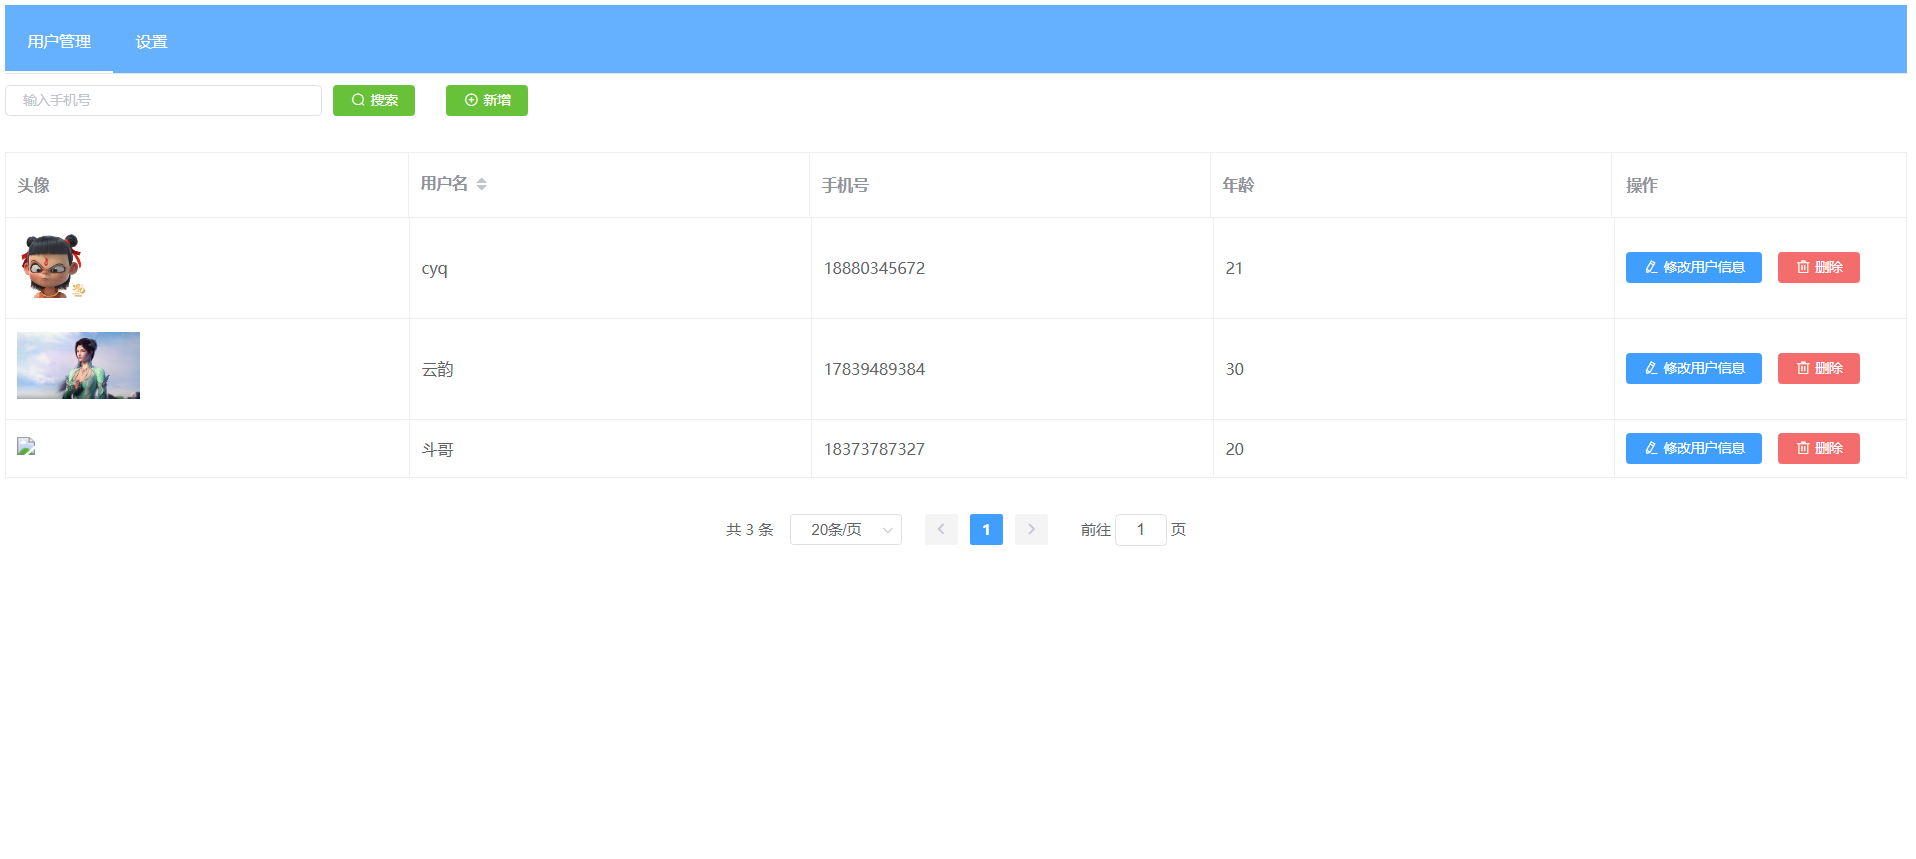 用户管理 设置
输入手机号 搜索 新增
头像 用户名 手机号 年龄 操作
cyq 18880345672 21 修改用户信息 删除
云韵 17839489384 30 修改用户信息 删除
斗哥 18373787327 20 修改用户信息 删除
共 3 条 20条/页 1 前往 1 页